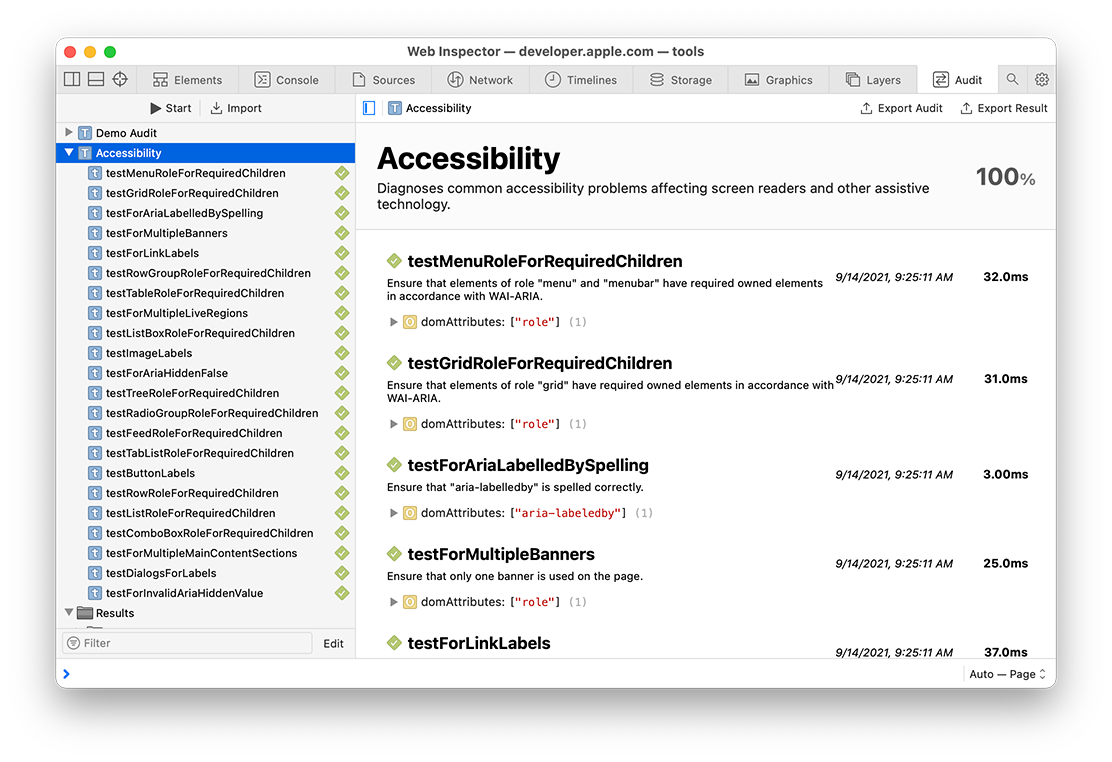 Web Inspector — developer.apple.com — tools
Elements Console Sources Network Timelines Storage Graphics Layers Audit
Start Import
T Accessibility Export Audit Export Result
T Demo Audit
T Accessibility
t testMenuRoleForRequiredChildren
t testGridRoleForRequiredChildren
t testForAriaLabelledBySpelling
t testForMultipleBanners
t testForLinkLabels
t testRowGroupRoleForRequiredChildren
t testTableRoleForRequiredChildren
t testForMultipleLiveRegions
t testListBoxRoleForRequiredChildren
t testImageLabels
t testForAriaHiddenFalse
t testTreeRoleForRequiredChildren
t testRadioGroupRoleForRequiredChildren
t testFeedRoleForRequiredChildren
t testTabListRoleForRequiredChildren
t testButtonLabels
t testRowRoleForRequiredChildren
t testListRoleForRequiredChildren
t testComboBoxRoleForRequiredChildren
t testForMultipleMainContentSections
t testDialogsForLabels
t testForInvalidAriaHiddenValue
Results
Filter Edit
Accessibility
Diagnoses common accessibility problems affecting screen readers and other assistive
technology.
100%
testMenuRoleForRequiredChildren
Ensure that elements of role "menu" and "menubar" have required owned elements
in accordance with WAI-ARIA.
9/14/2021, 9:25:11 AM 32.0ms
O domAttributes: ["role"] (1)
testGridRoleForRequiredChildren
Ensure that elements of role "grid" have required owned elements in accordance with
WAI-ARIA.
9/14/2021, 9:25:11 AM 31.0ms
O domAttributes: ["role"] (1)
testForAriaLabelledBySpelling
Ensure that "aria-labelledby" is spelled correctly.
9/14/2021, 9:25:11 AM 3.00ms
O domAttributes: ["aria-labeledby"] (1)
testForMultipleBanners
Ensure that only one banner is used on the page.
9/14/2021, 9:25:11 AM 25.0ms
O domAttributes: ["role"] (1)
testForLinkLabels
9/14/2021, 9:25:11 AM 37.0ms
Auto — Page